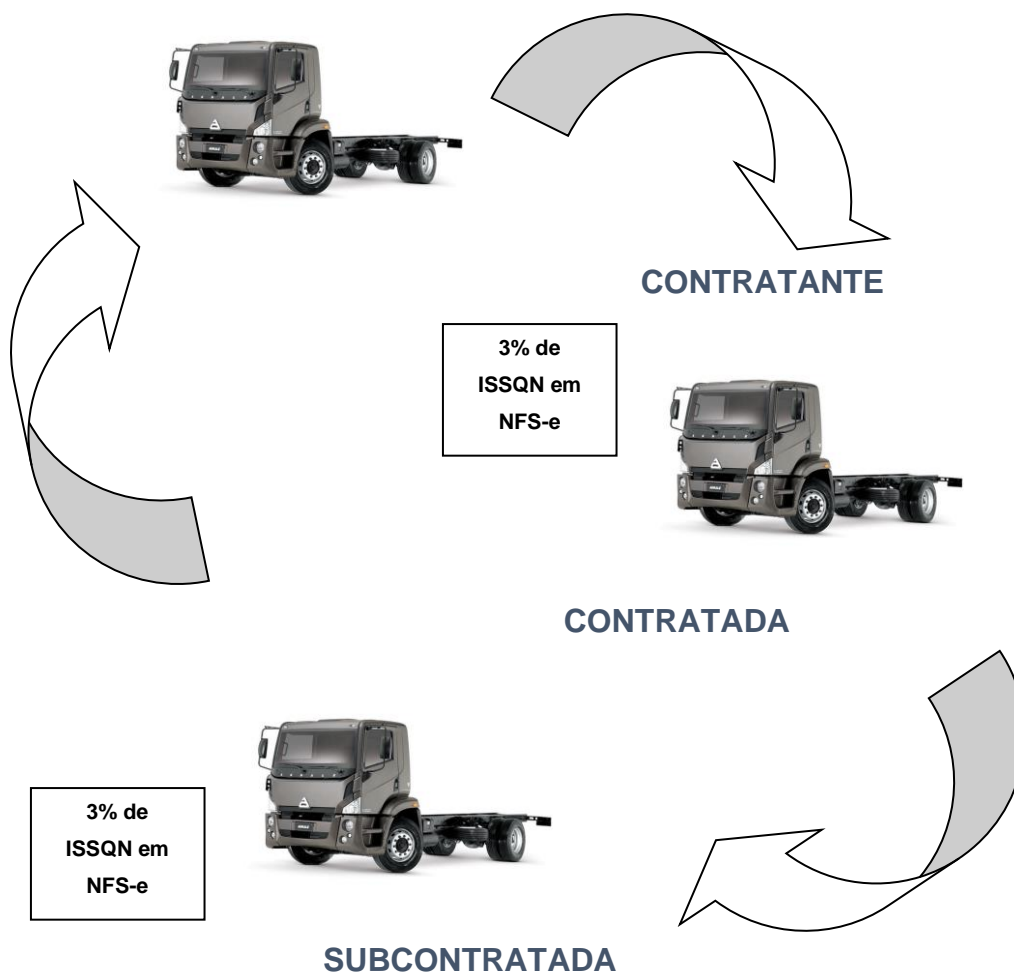 CONTRATANTE
3% de
ISSQN em
NFS-e
CONTRATADA
3% de
ISSQN em
NFS-e
SUBCONTRATADA